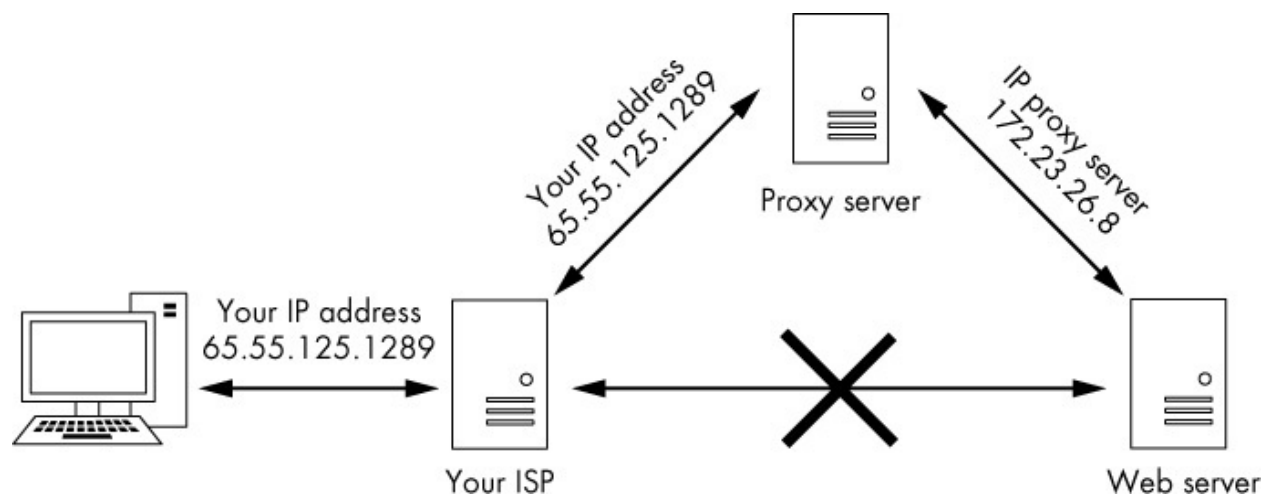 Your IP address
65.55.125.1289
Your IP address
65.55.125.1289
IP proxy server
172.23.26.8
Proxy server
Your ISP
Web server